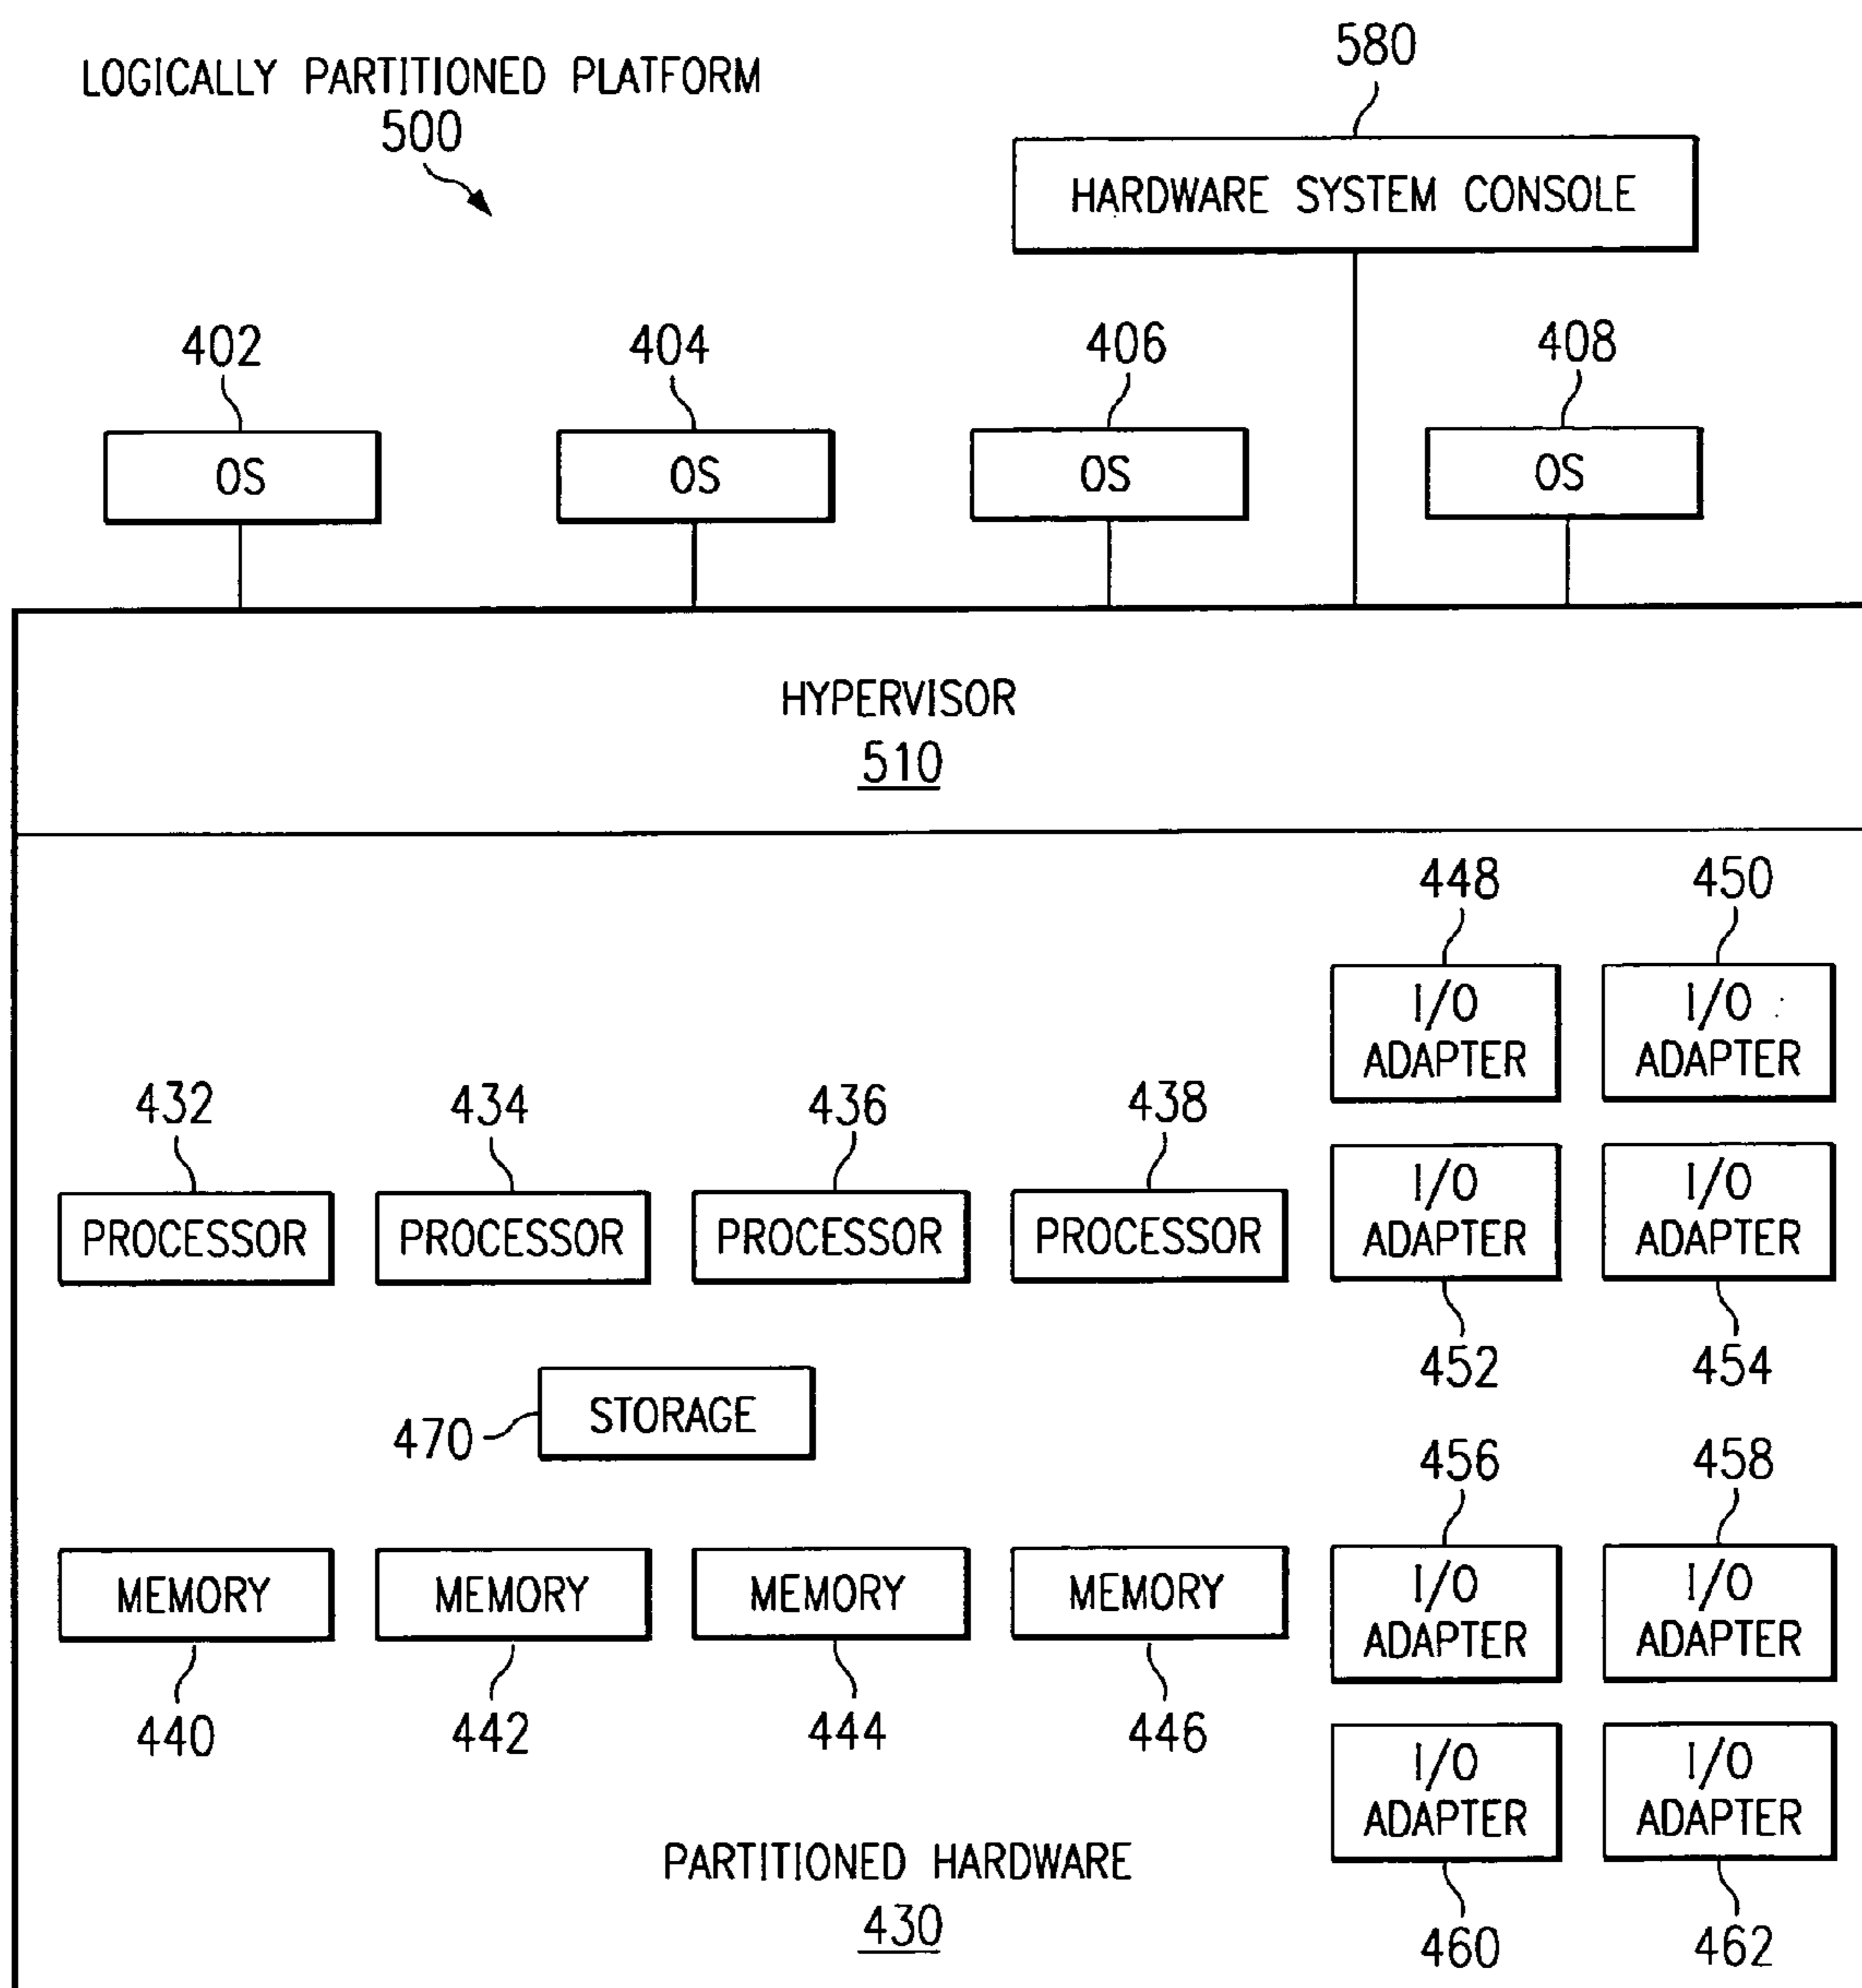 LOGICALLY PARTITIONED PLATFORM
500
580
HARDWARE SYSTEM CONSOLE
402
404
406
408
OS
OS
OS
OS
HYPERVISOR
510
448
450
I/O
ADAPTER
I/O
ADAPTER
432
434
436
438
PROCESSOR
PROCESSOR
PROCESSOR
PROCESSOR
I/O
ADAPTER
I/O
ADAPTER
452
454
470
STORAGE
456
458
MEMORY
MEMORY
MEMORY
MEMORY
I/O
ADAPTER
I/O
ADAPTER
440
442
444
446
I/O
ADAPTER
I/O
ADAPTER
460
462
PARTITIONED HARDWARE
430